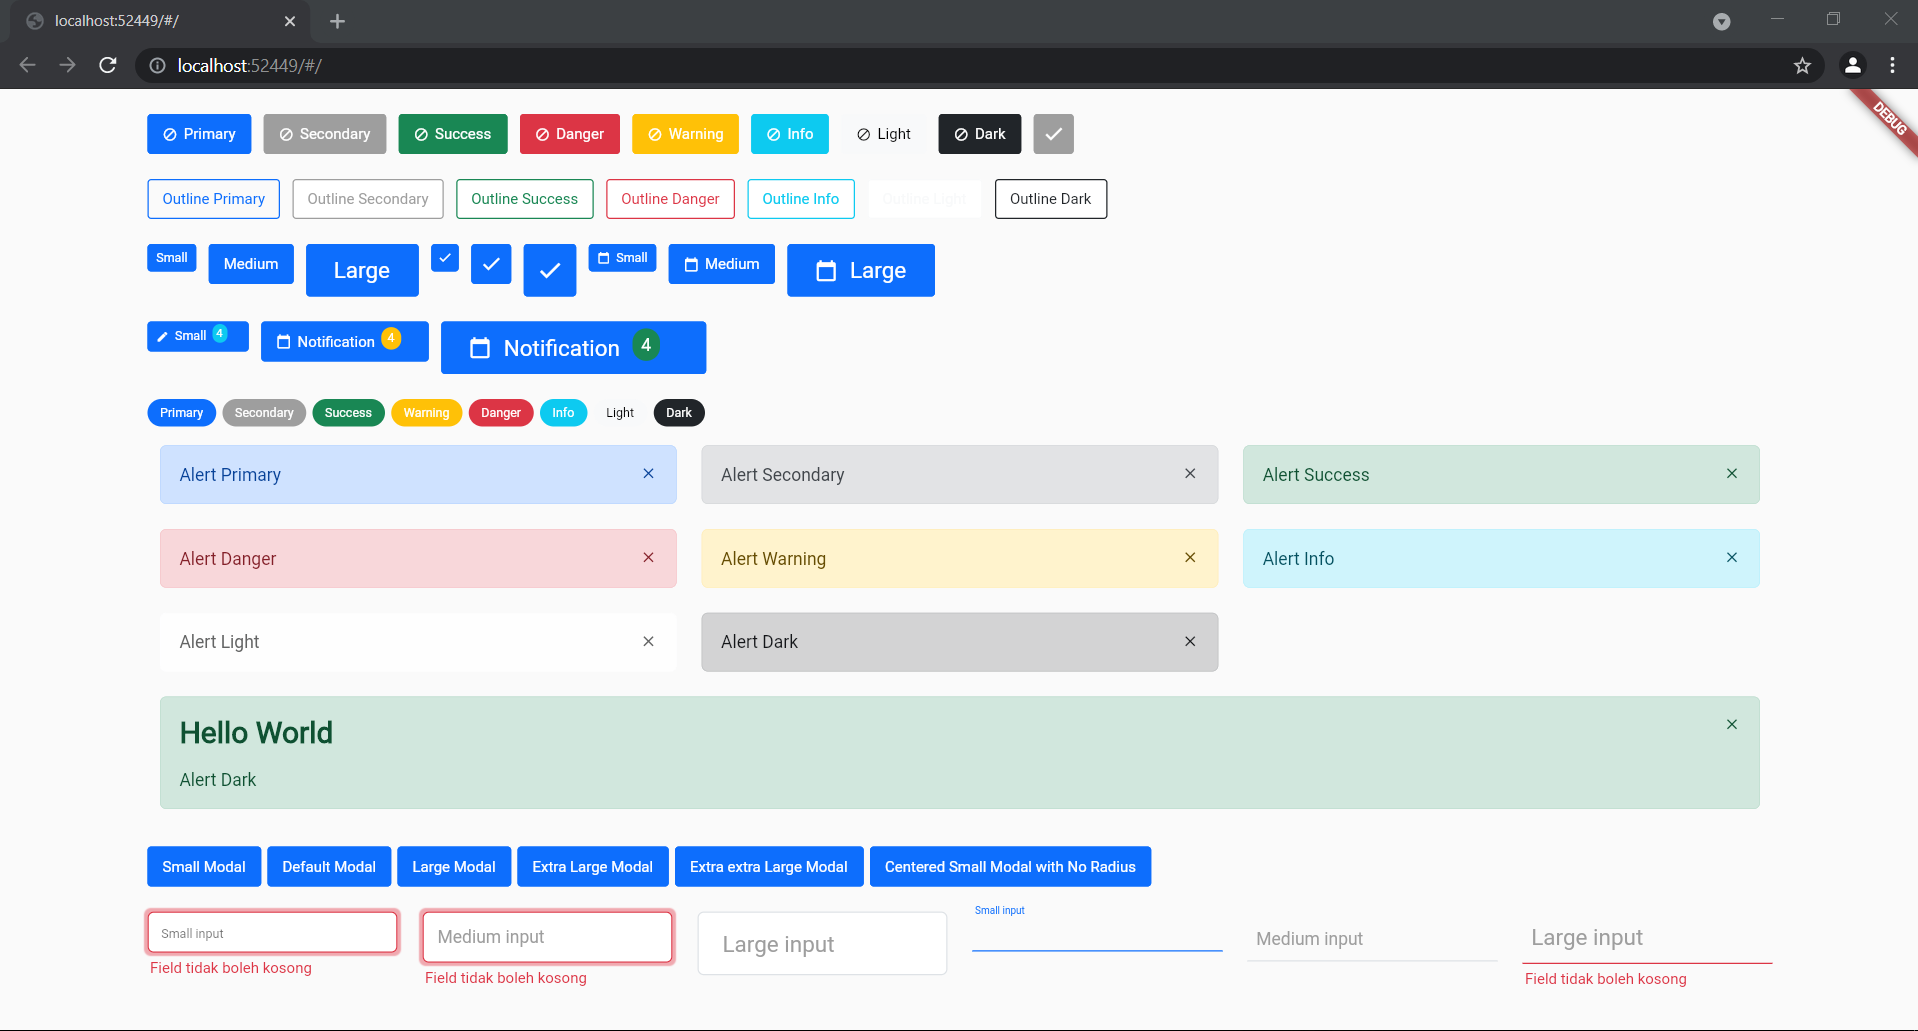 localhost:52449/#/
localhost:52449/#/
DEBUG
Primary Secondary Success Danger Warning Info Light Dark
Outline Primary Outline Secondary Outline Success Outline Danger Outline Info Outline Light Outline Dark
Small Medium Large Small Medium Large
Small 4 Notification 4 Notification 4
Primary Secondary Success Warning Danger Info Light Dark
Alert Primary Alert Secondary Alert Success
Alert Danger Alert Warning Alert Info
Alert Light Alert Dark
Hello World
Alert Dark
Small Modal Default Modal Large Modal Extra Large Modal Extra extra Large Modal Centered Small Modal with No Radius
Small input Medium input Large input Small input Medium input Large input
Field tidak boleh kosong Field tidak boleh kosong Field tidak boleh kosong